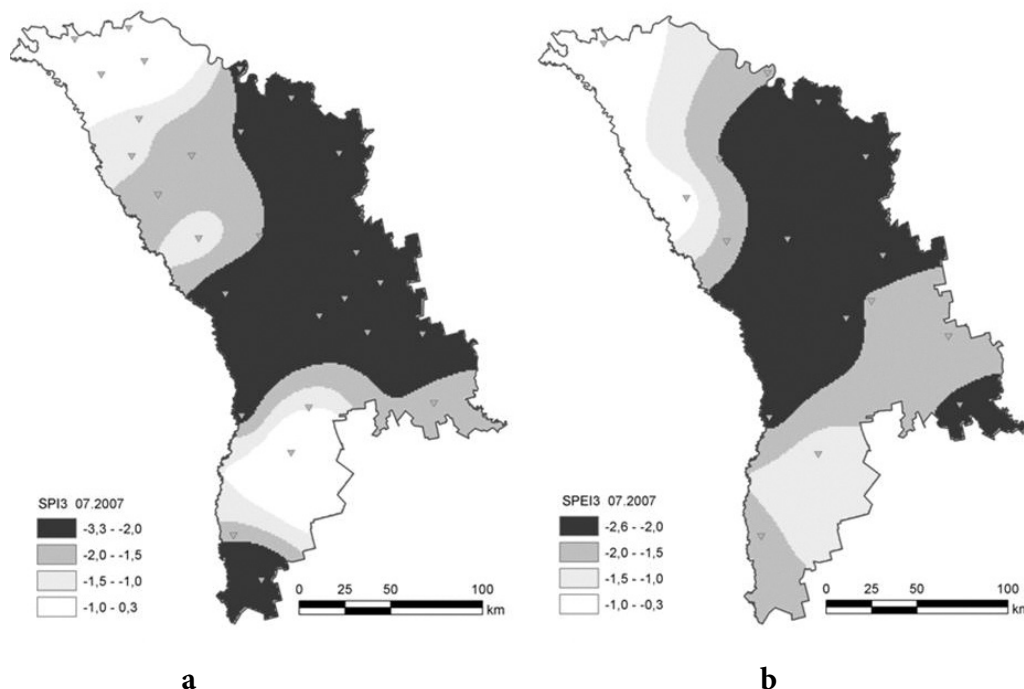 SPI3 07.2007
-3,3 - -2,0
-2,0 - -1,5
-1,5 - -1,0
-1,0 - 0,3
0 25 50 100
km
a
SPEI3 07.2007
-2,6 - -2,0
-2,0 - -1,5
-1,5 - -1,0
-1,0 - -0,3
0 25 50 100
km
b